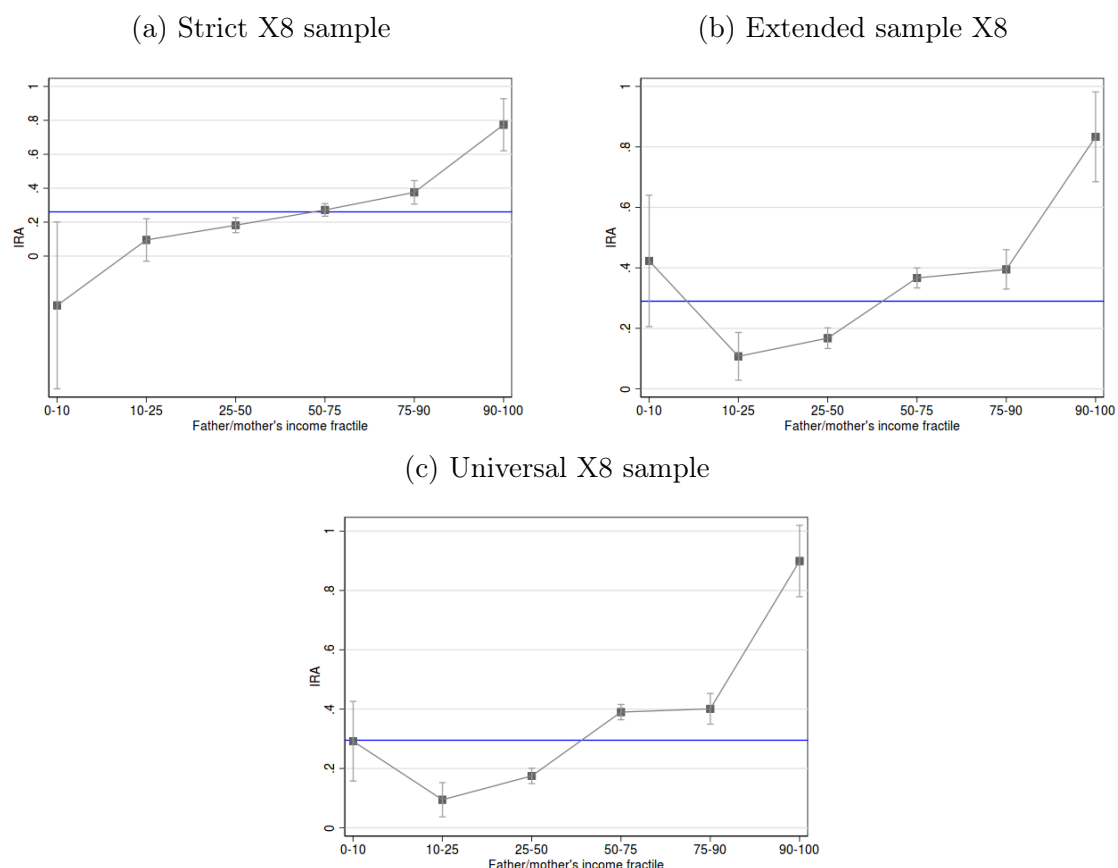 (a) Strict X8 sample
IRA
1
.8
.6
.4
.2
0
0-10 10-25 25-50 50-75 75-90 90-100
Father/mother's income fractile
(b) Extended sample X8
IRA
1
.8
.6
.4
.2
0
0-10 10-25 25-50 50-75 75-90 90-100
Father/mother's income fractile
(c) Universal X8 sample
IRA
1
.8
.6
.4
.2
0
0-10 10-25 25-50 50-75 75-90 90-100
Father/mother's income fractile